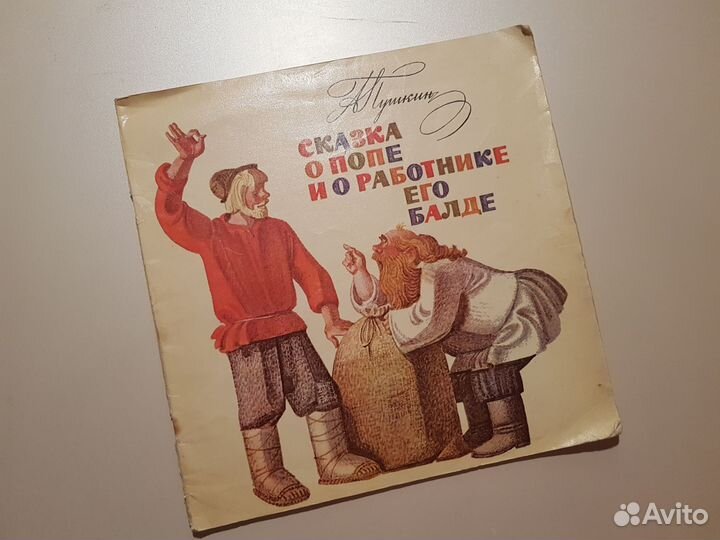 А Пушкин
СКАЗКА
О ПОПЕ
И О РАБОТНИКЕ
ЕГО
БАЛДЕ
Avito